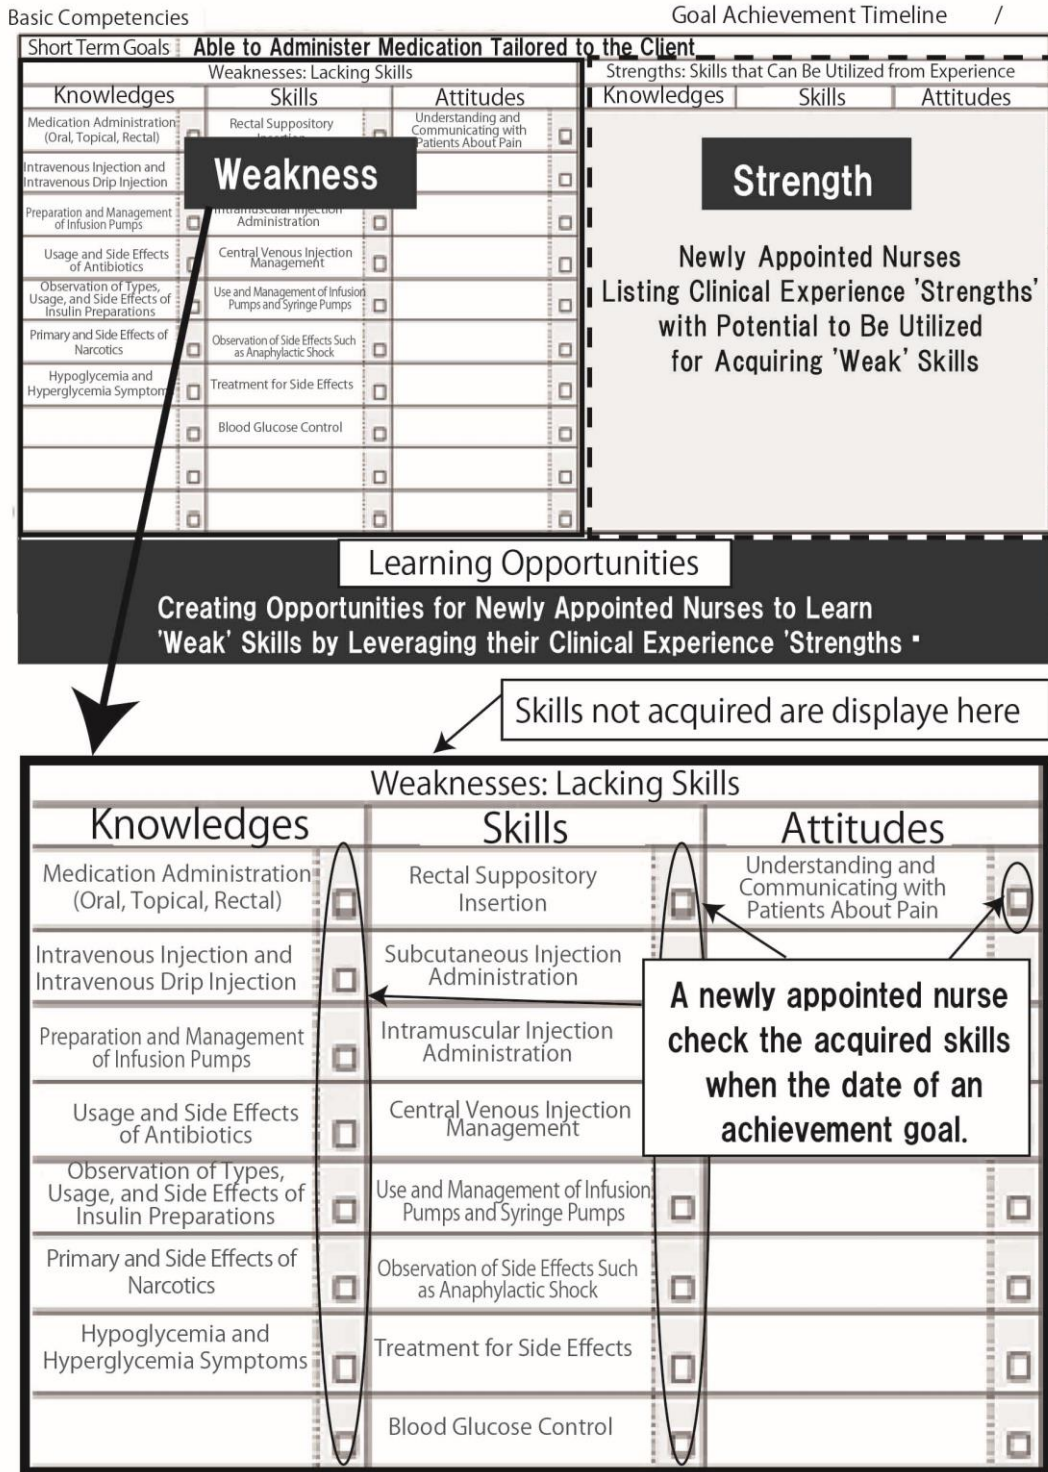 Basic Competencies
Goal Achievement Timeline /
Short Term Goals Able to Administer Medication Tailored to the Client
Weaknesses: Lacking Skills
Strengths: Skills that Can Be Utilized from Experience
Knowledges Skills Attitudes
Knowledges Skills Attitudes
Medication Administration
(Oral, Topical, Rectal)
Rectal Suppository
Understanding and
Communicating with
Patients About Pain
Intravenous Injection and
Intravenous Drip Injection
Weakness
Strength
Preparation and Management
of Infusion Pumps
Intramuscular Injection
Administration
Usage and Side Effects
of Antibiotics
Central Venous Injection
Management
Observation of Types,
Usage, and Side Effects of
Insulin Preparations
Use and Management of Infusion
Pumps and Syringe Pumps
Primary and Side Effects of
Narcotics
Observation of Side Effects Such
as Anaphylactic Shock
Hypoglycemia and
Hyperglycemia Symptom
Treatment for Side Effects
Blood Glucose Control
Newly Appointed Nurses
Listing Clinical Experience 'Strengths'
with Potential to Be Utilized
for Acquiring 'Weak' Skills
Learning Opportunities
Creating Opportunities for Newly Appointed Nurses to Learn
'Weak' Skills by Leveraging their Clinical Experience 'Strengths "
Skills not acquired are displaye here
Weaknesses: Lacking Skills
Knowledges Skills Attitudes
Medication Administration
(Oral, Topical, Rectal)
Rectal Suppository
Insertion
Understanding and
Communicating with
Patients About Pain
Intravenous Injection and
Intravenous Drip Injection
Subcutaneous Injection
Administration
Preparation and Management
of Infusion Pumps
Intramuscular Injection
Administration
Usage and Side Effects
of Antibiotics
Central Venous Injection
Management
Observation of Types,
Usage, and Side Effects of
Insulin Preparations
Use and Management of Infusion
Pumps and Syringe Pumps
Primary and Side Effects of
Narcotics
Observation of Side Effects Such
as Anaphylactic Shock
Hypoglycemia and
Hyperglycemia Symptoms
Treatment for Side Effects
Blood Glucose Control
A newly appointed nurse
check the acquired skills
when the date of an
achievement goal.